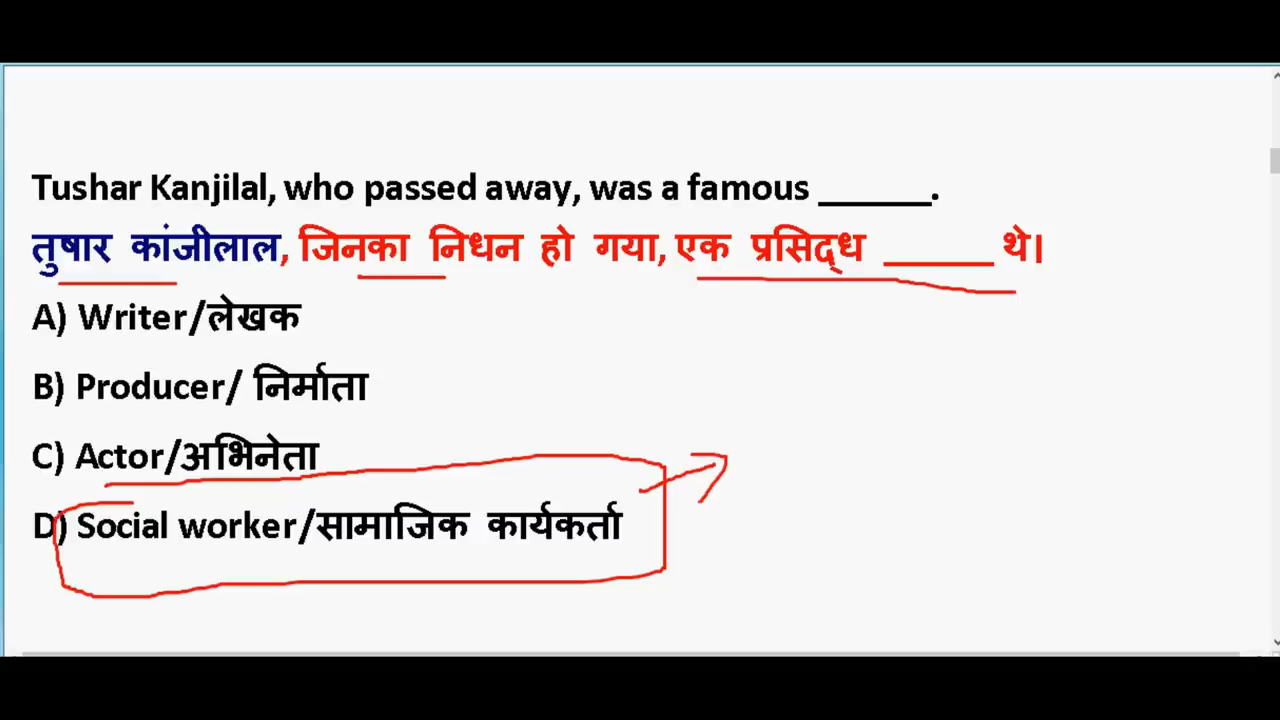 Tushar Kanjilal, who passed away, was a famous ______.
तुषार कांजीलाल, जिनका निधन हो गया, एक प्रसिद्ध ______ थे।
A) Writer/लेखक
B) Producer/ निर्माता
C) Actor/अभिनेता
D) Social worker/सामाजिक कार्यकर्ता